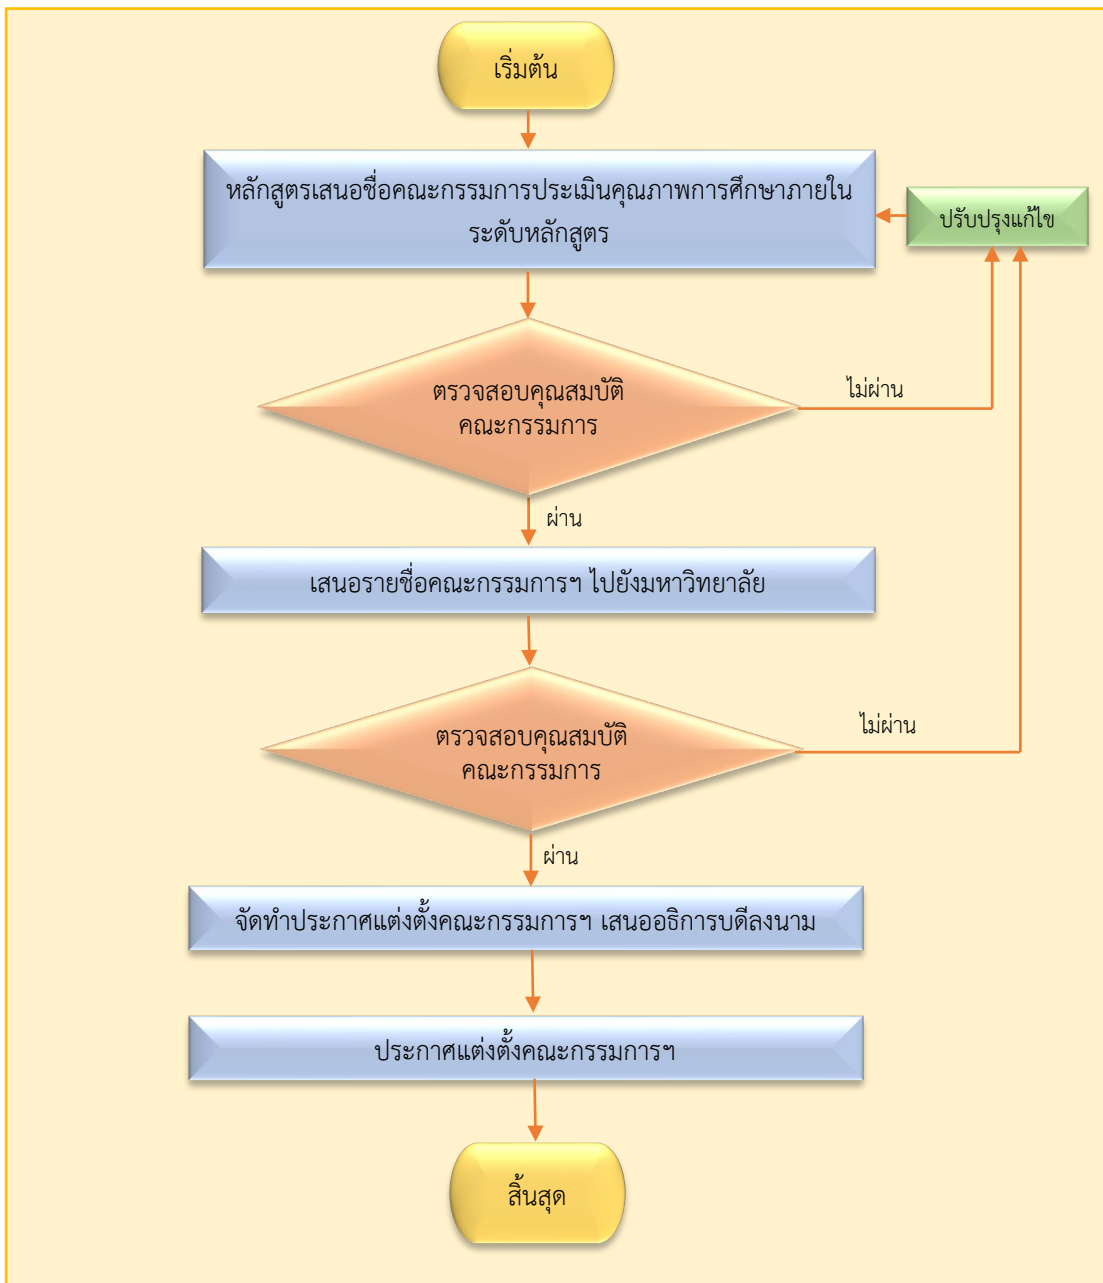 เริ่มต้น
หลักสูตรเสนอชื่อคณะกรรมการประเมินคุณภาพการศึกษาภายใน
ระดับหลักสูตร
ปรับปรุงแก้ไข
ตรวจสอบคุณสมบัติ
คณะกรรมการ
ไม่ผ่าน
ผ่าน
เสนอรายชื่อคณะกรรมการฯ ไปยังมหาวิทยาลัย
ตรวจสอบคุณสมบัติ
คณะกรรมการ
ไม่ผ่าน
ผ่าน
จัดทำประกาศแต่งตั้งคณะกรรมการฯ เสนออธิการบดีลงนาม
ประกาศแต่งตั้งคณะกรรมการฯ
สิ้นสุด